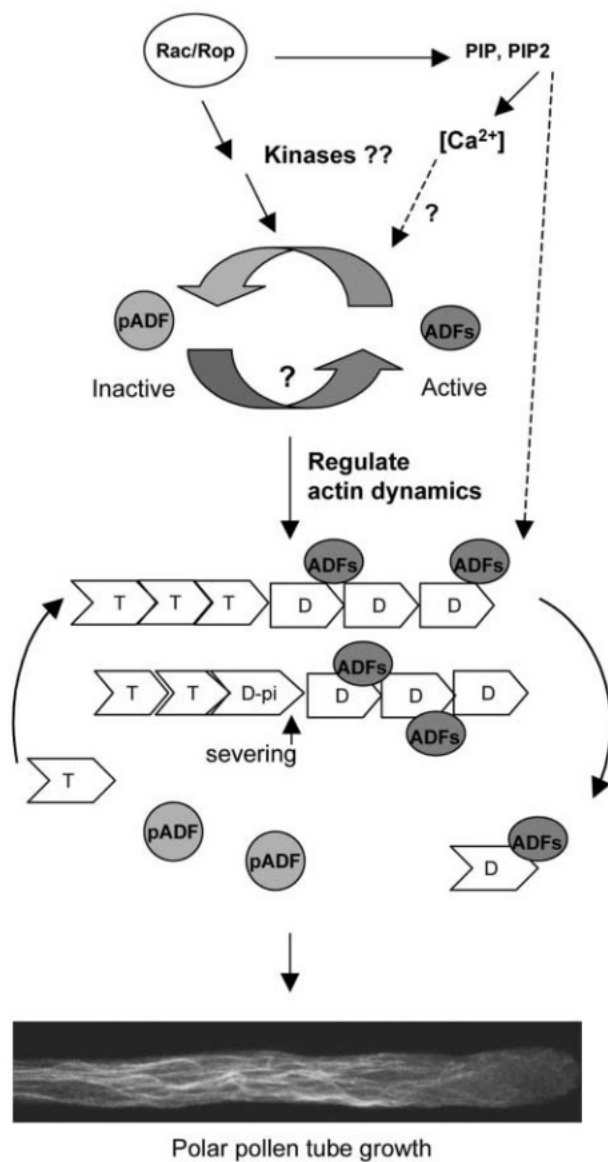 Rac/Rop
PIP, PIP2
Kinases ??
[Ca²⁺]
?
pADF
ADFs
Inactive
?
Active
Regulate
actin dynamics
ADFs
ADFs
T T T D D D
ADFs
T T D-pi D D D
ADFs
severing
T
pADF
pADF
ADFs
D
Polar pollen tube growth